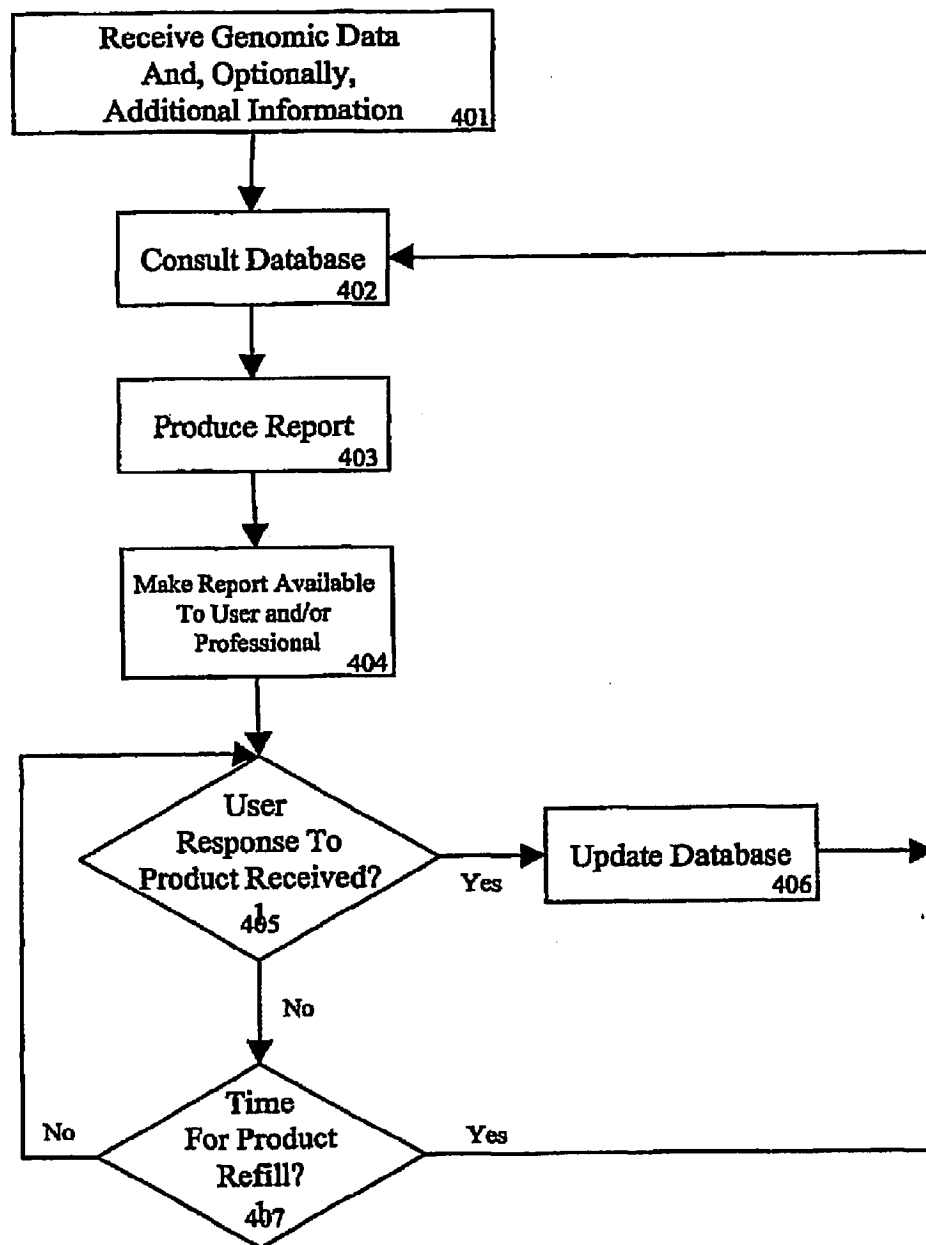 Receive Genomic Data
And, Optionally,
Additional Information
401
Consult Database
402
Produce Report
403
Make Report Available
To User and/or
Professional
404
User
Response To
Product Received?
405
Yes
Update Database
406
No
Time
For Product
Refill?
407
No
Yes